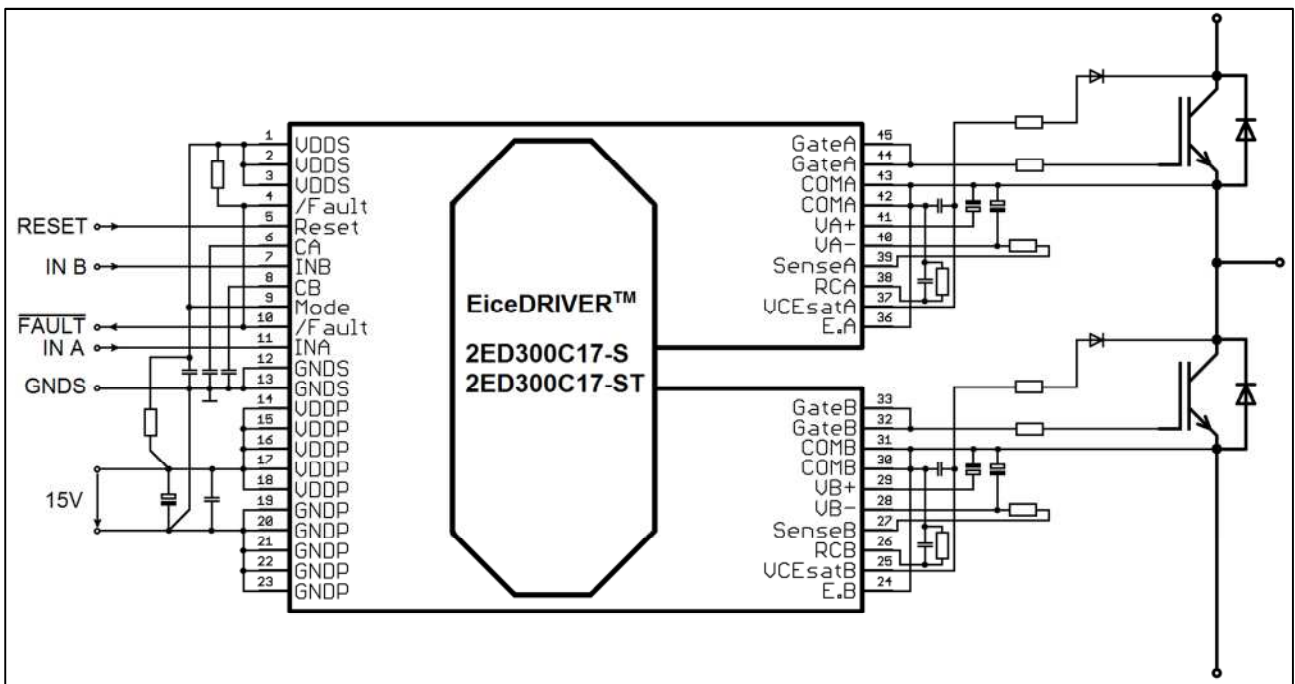 1 VDDS
2 VDDS
3 VDDS
4 /Fault
RESET 5 Reset
6 CA
IN B 7 INB
8 CB
9 Mode
FAULT 10 /Fault
IN A 11 INA
12 GNDS
GNDS 13 GNDS
14 VDDP
15 VDDP
16 VDDP
17 VDDP
15V 18 VDDP
19 GNDP
20 GNDP
21 GNDP
22 GNDP
23 GNDP
EiceDRIVER™
2ED300C17-S
2ED300C17-ST
GateA 45
GateA 44
COMA 43
COMA 42
VA+ 41
VA- 40
SenseA 39
RCA 38
VCEsatA 37
E.A 36
GateB 33
GateB 32
COMB 31
COMB 30
VB+ 29
VB- 28
SenseB 27
RCB 26
VCEsatB 25
E.B 24